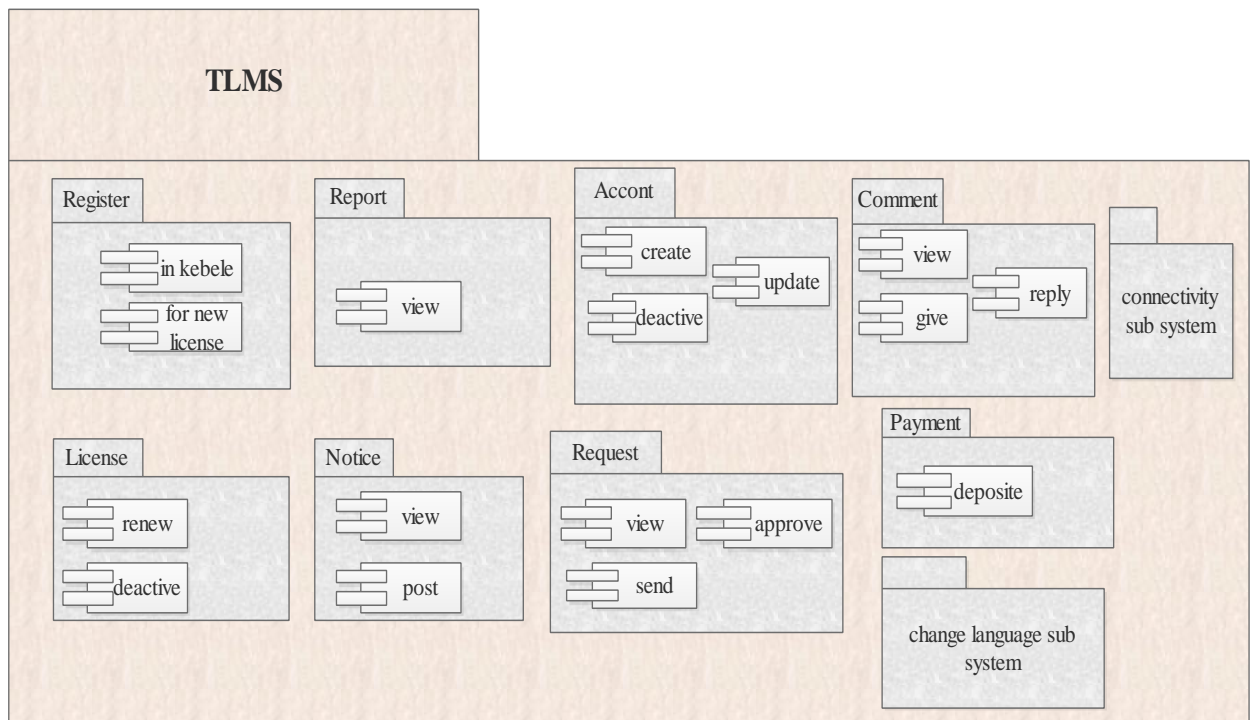 TLMS
Register
in kebele
for new
license
Report
view
Accont
create
update
deactive
Comment
view
reply
give
connectivity
sub system
License
renew
deactive
Notice
view
post
Request
view
approve
send
Payment
deposite
change language sub
system